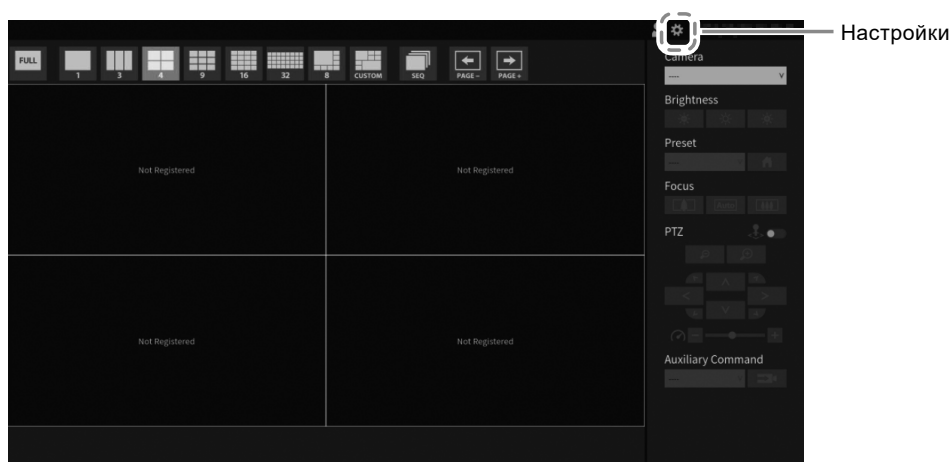 Настройки
FULL
1
3
4
9
16
32
8
CUSTOM
SEQ
PAGE−
PAGE+
Camera
----
Brightness
Not Registered
Not Registered
Preset
----
Focus
Auto
PTZ
Not Registered
Not Registered
Auxiliary Command
----